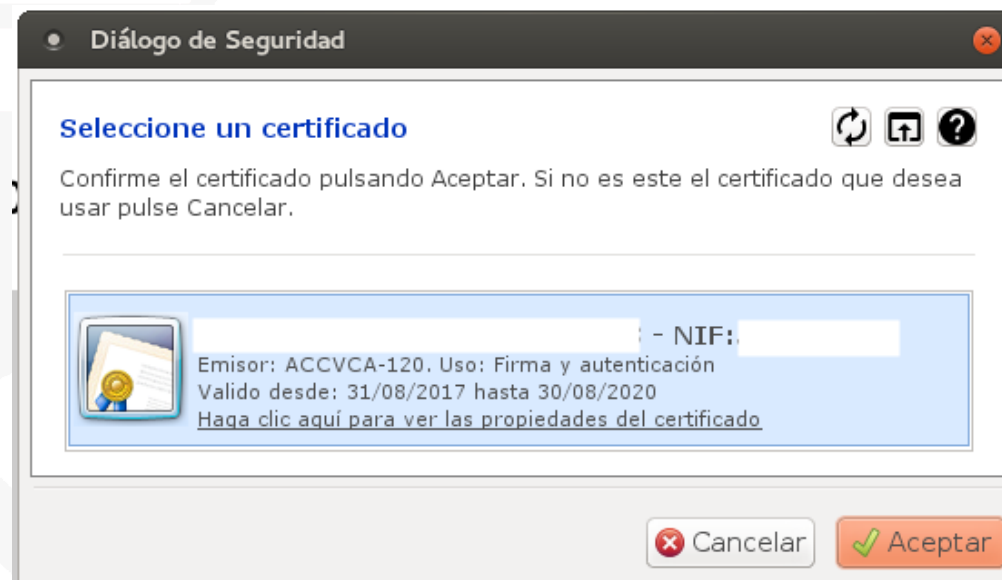 Diálogo de Seguridad
Seleccione un certificado
Confirme el certificado pulsando Aceptar. Si no es este el certificado que desea
usar pulse Cancelar.
- NIF:
Emisor: ACCVCA-120. Uso: Firma y autenticación
Valido desde: 31/08/2017 hasta 30/08/2020
Haga clic aquí para ver las propiedades del certificado
Cancelar
Aceptar